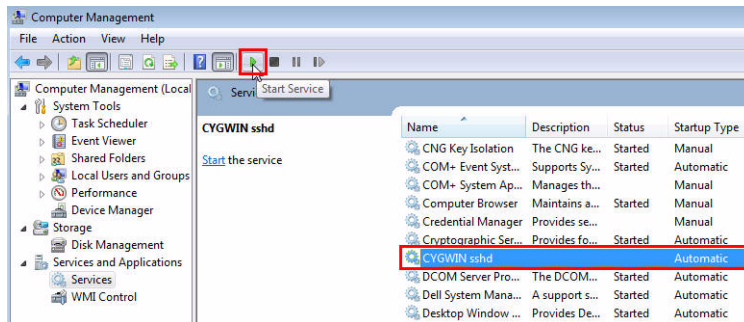 Computer Management
File Action View Help
Start Service
Computer Management (Local
System Tools
Task Scheduler
Event Viewer
Shared Folders
Local Users and Groups
Performance
Device Manager
Storage
Disk Management
Services and Applications
Services
WMI Control
Servi
CYGWIN sshd
Start the service
Name Description Status Startup Type
CNG Key Isolation The CNG ke... Started Manual
COM+ Event Syst... Supports Sy... Started Automatic
COM+ System Ap... Manages th... Manual
Computer Browser Maintains a... Started Manual
Credential Manager Provides se... Manual
Cryptographic Ser... Provides fo... Started Automatic
CYGWIN sshd Automatic
DCOM Server Pro... The DCOM... Started Automatic
Dell System Mana... A support s... Started Automatic
Desktop Window ... Provides De... Started Automatic